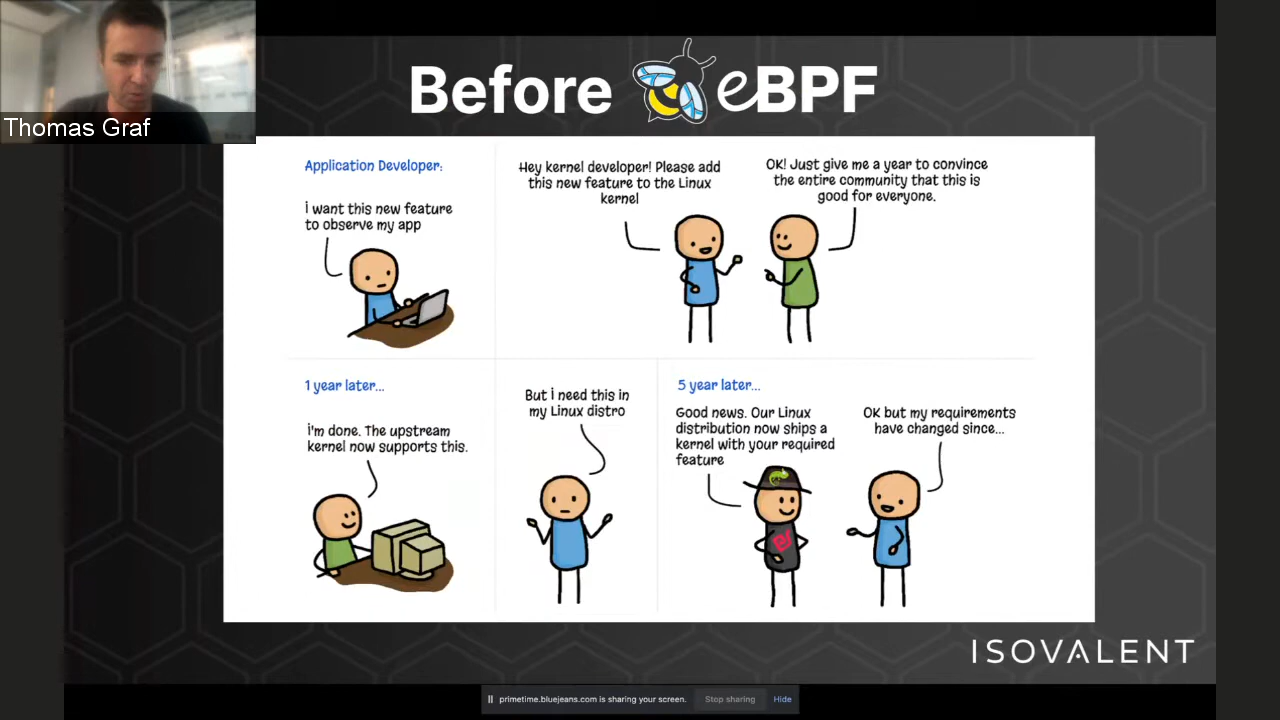 Thomas Graf
Before eBPF
Application Developer:
i want this new feature
to observe my app
Hey kernel developer! Please add
this new feature to the Linux
kernel
OK! Just give me a year to convince
the entire community that this is
good for everyone.
1 year later...
i'm done. The upstream
kernel now supports this.
But i need this in
my Linux distro
5 year later...
Good news. Our Linux
distribution now ships a
kernel with your required
feature
OK but my requirements
have changed since...
ISOVALENT
primetime.bluejeans.com is sharing your screen.
Stop sharing
Hide